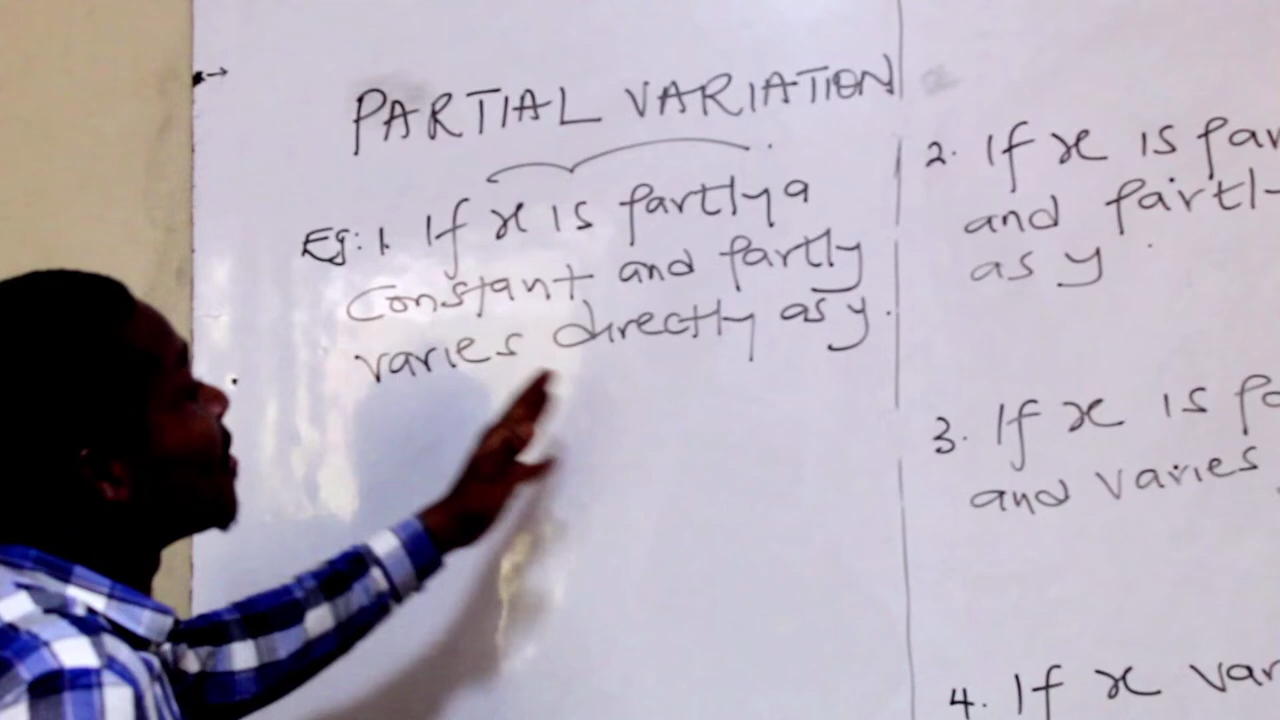 PARTIAL VARIATION
Eg: 1. If x is partly a
Constant and partly
varies directly as y.
2. If x is
and partly
as y
3. If x is
and varies
4. If x